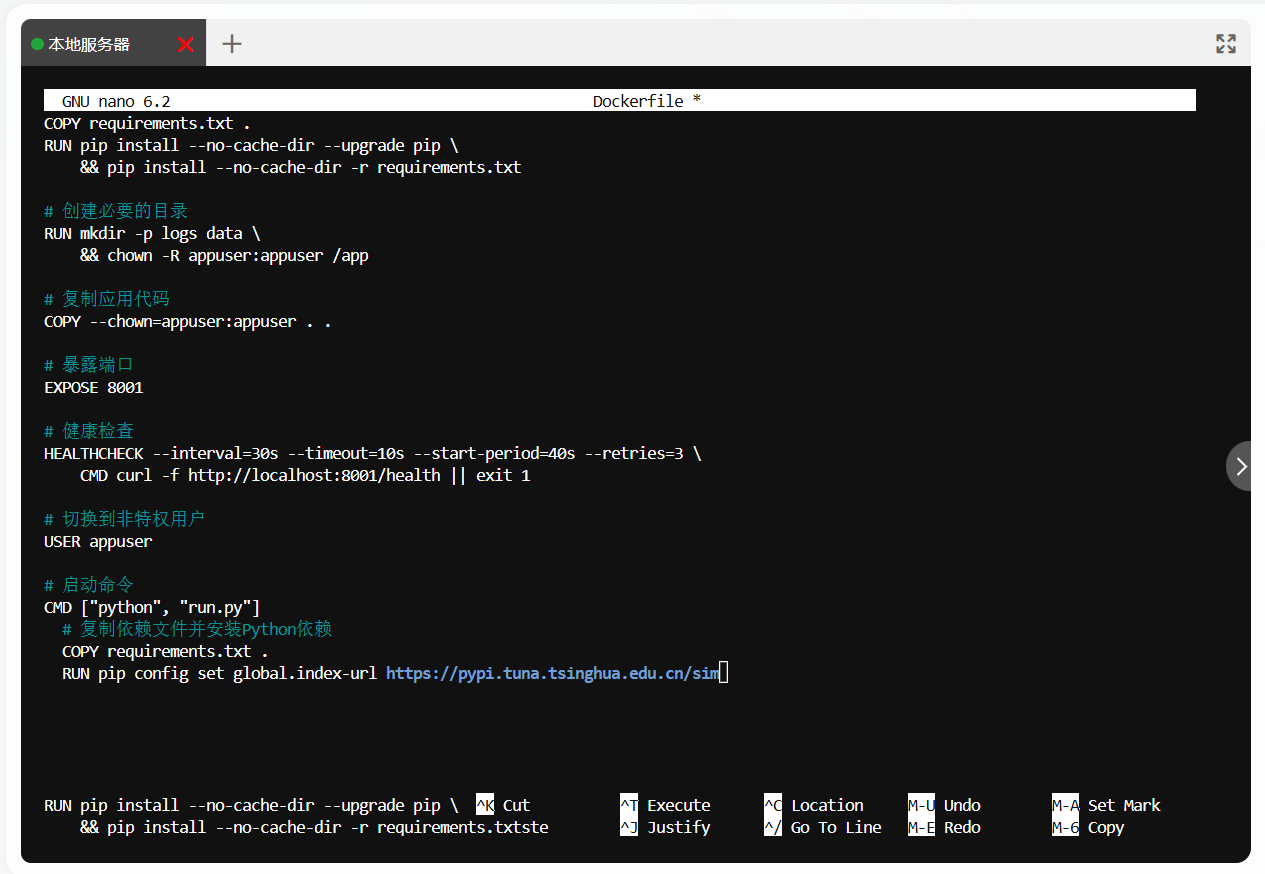 本地服务器
GNU nano 6.2 Dockerfile *
COPY requirements.txt .
RUN pip install --no-cache-dir --upgrade pip \
&& pip install --no-cache-dir -r requirements.txt
# 创建必要的目录
RUN mkdir -p logs data \
&& chown -R appuser:appuser /app
# 复制应用代码
COPY --chown=appuser:appuser . .
# 暴露端口
EXPOSE 8001
# 健康检查
HEALTHCHECK --interval=30s --timeout=10s --start-period=40s --retries=3 \
CMD curl -f http://localhost:8001/health || exit 1
# 切换到非特权用户
USER appuser
# 启动命令
CMD ["python", "run.py"]
# 复制依赖文件并安装Python依赖
COPY requirements.txt .
RUN pip config set global.index-url https://pypi.tuna.tsinghua.edu.cn/sim
RUN pip install --no-cache-dir --upgrade pip \ ^K Cut ^T Execute ^C Location M-U Undo M-A Set Mark
&& pip install --no-cache-dir -r requirements.txtste ^J Justify ^/ Go To Line M-E Redo M-6 Copy